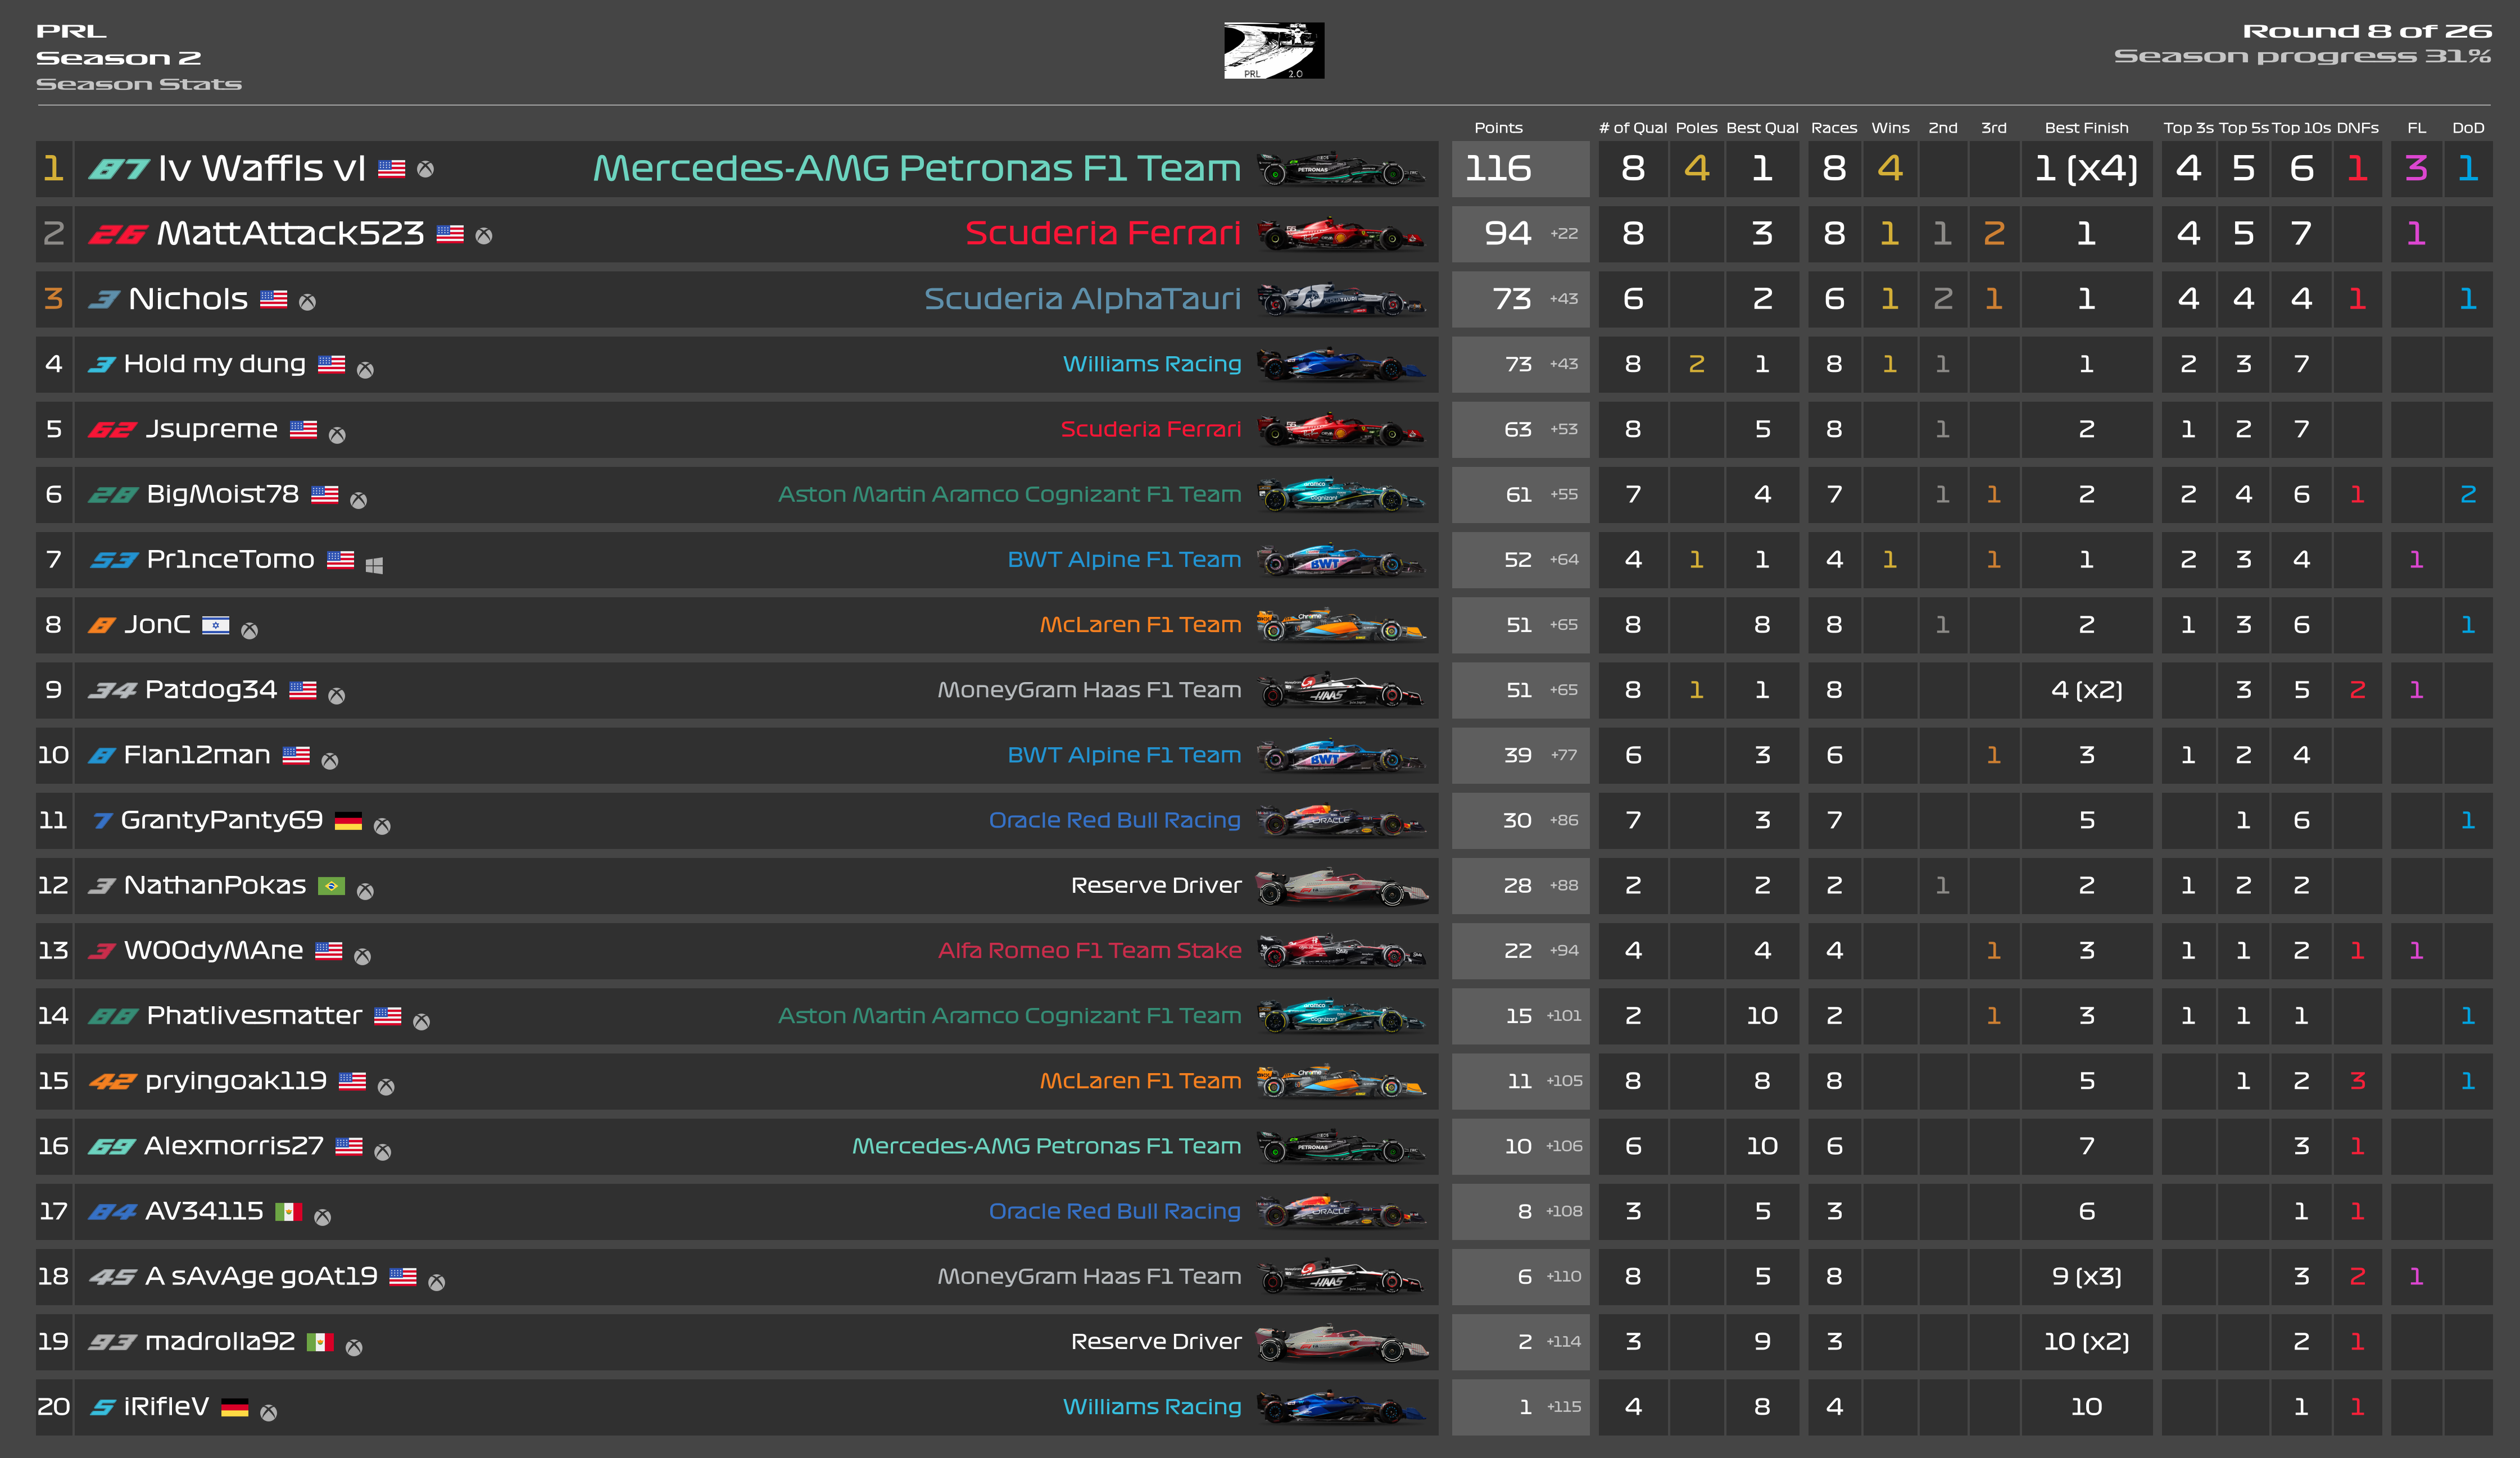 PRL
Season 2
Season Stats
PRL 2.0
Round 8 of 26
Season progress 31%
Points # of Qual Poles Best Qual Races Wins 2nd 3rd Best Finish Top 3s Top 5s Top 10s DNFs FL DoD
1 87 Iv Waffls vI Mercedes-AMG Petronas F1 Team 116 8 4 1 8 4 1 (x4) 4 5 6 1 3 1
2 26 MattAttack523 Scuderia Ferrari 94 +22 8 3 8 1 1 2 1 4 5 7 1
3 3 Nichols Scuderia AlphaTauri 73 +43 6 2 6 1 2 1 1 4 4 4 1 1
4 3 Hold my dung Williams Racing 73 +43 8 2 1 8 1 1 1 2 3 7
5 62 Jsupreme Scuderia Ferrari 63 +53 8 5 8 1 2 1 2 7
6 28 BigMoist78 Aston Martin Aramco Cognizant F1 Team 61 +55 7 4 7 1 1 2 2 4 6 1 2
7 53 Pr1nceTomo BWT Alpine F1 Team 52 +64 4 1 1 4 1 1 1 2 3 4 1
8 8 JonC McLaren F1 Team 51 +65 8 8 8 1 2 1 3 6 1
9 34 Patdog34 MoneyGram Haas F1 Team 51 +65 8 1 1 8 4 (x2) 3 5 2 1
10 8 Flan12man BWT Alpine F1 Team 39 +77 6 3 6 1 3 1 2 4
11 7 GrantyPanty69 Oracle Red Bull Racing 30 +86 7 3 7 5 1 6 1
12 3 NathanPokas Reserve Driver 28 +88 2 2 2 1 2 1 2 2
13 3 W00dyMAne Alfa Romeo F1 Team Stake 22 +94 4 4 4 1 3 1 1 2 1 1
14 88 Phatlivesmatter Aston Martin Aramco Cognizant F1 Team 15 +101 2 10 2 1 3 1 1 1 1
15 42 pryingoak119 McLaren F1 Team 11 +105 8 8 8 5 1 2 3 1
16 69 Alexmorris27 Mercedes-AMG Petronas F1 Team 10 +106 6 10 6 7 3 1
17 84 AV34115 Oracle Red Bull Racing 8 +108 3 5 3 6 1 1
18 45 A sAvAge goAt19 MoneyGram Haas F1 Team 6 +110 8 5 8 9 (x3) 3 2 1
19 93 madrolla92 Reserve Driver 2 +114 3 9 3 10 (x2) 2 1
20 5 iRifleV Williams Racing 1 +115 4 8 4 10 1 1